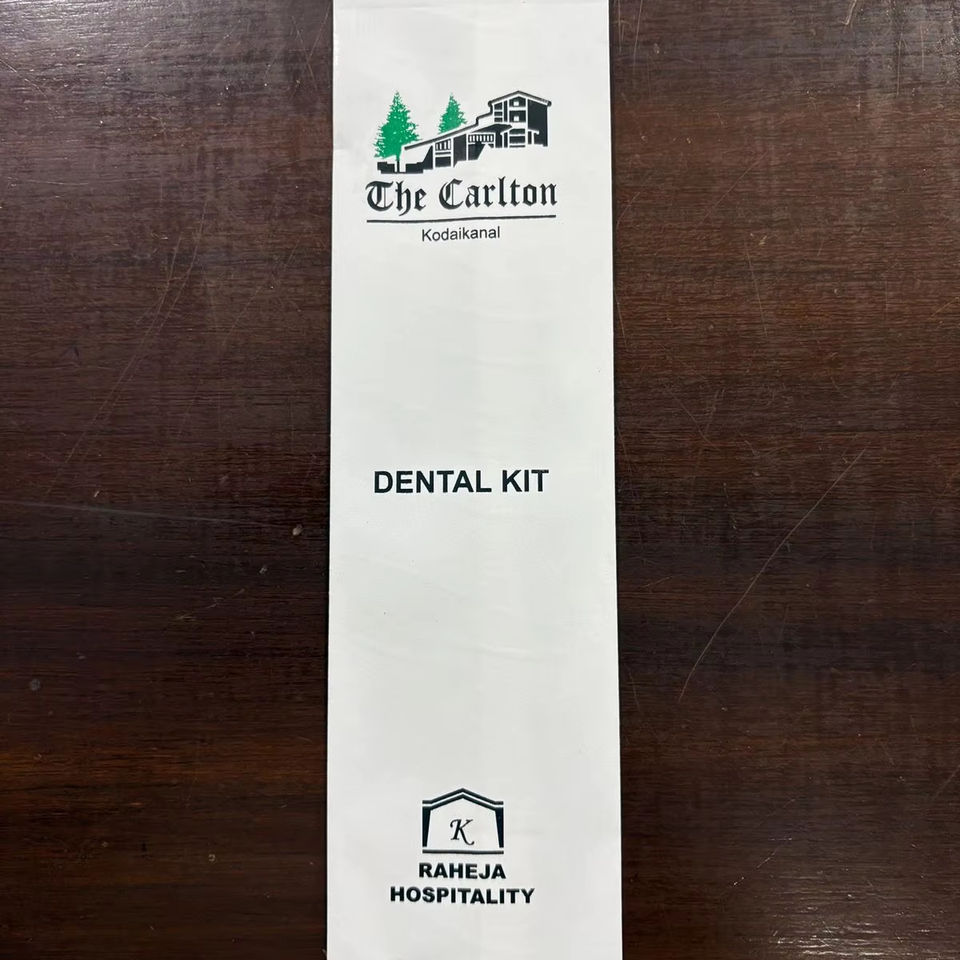 The Carlton
Kodaikanal
DENTAL KIT
K
RAHEJA
HOSPITALITY